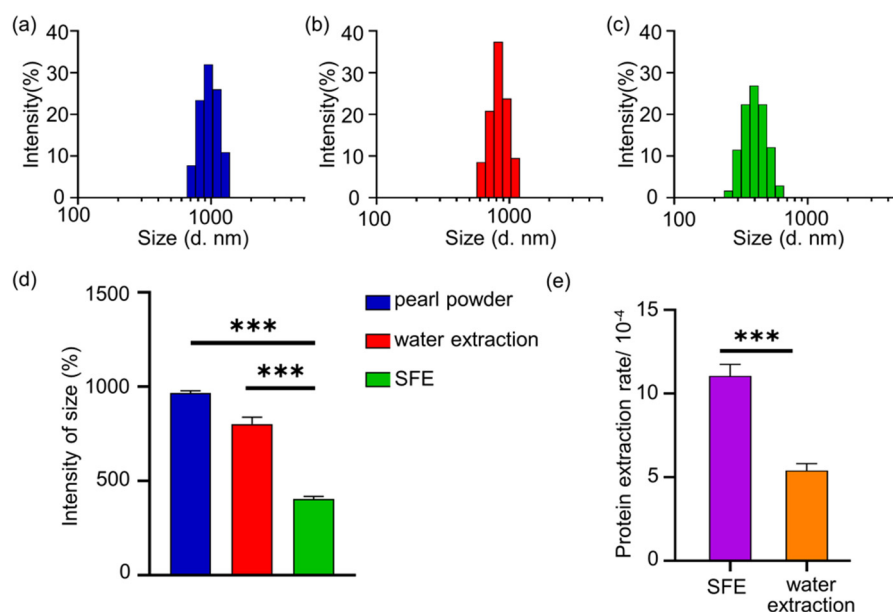 (a)
Intensity(%)
40
30
20
10
0
100
1000
Size (d. nm)
(b)
Intensity(%)
40
30
20
10
0
100
1000
Size (d. nm)
(c)
Intensity(%)
40
30
20
10
0
100
1000
Size (d. nm)
(d)
Intensity of size (%)
1500
1000
500
0
***
***
pearl powder
water extraction
SFE
(e)
Protein extraction rate/ 10⁻⁴
15
10
5
0
***
SFE
water
extraction